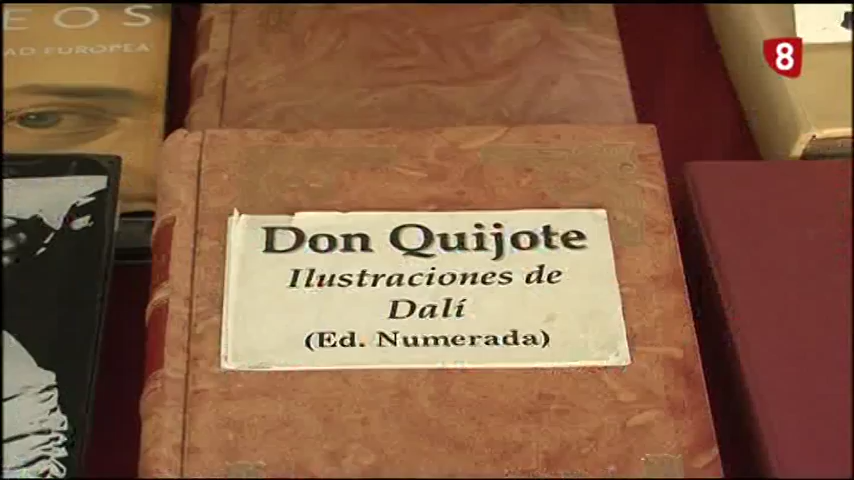 EOS
AD EUROPEA
8
Don Quijote
Ilustraciones de
Dalí
(Ed. Numerada)